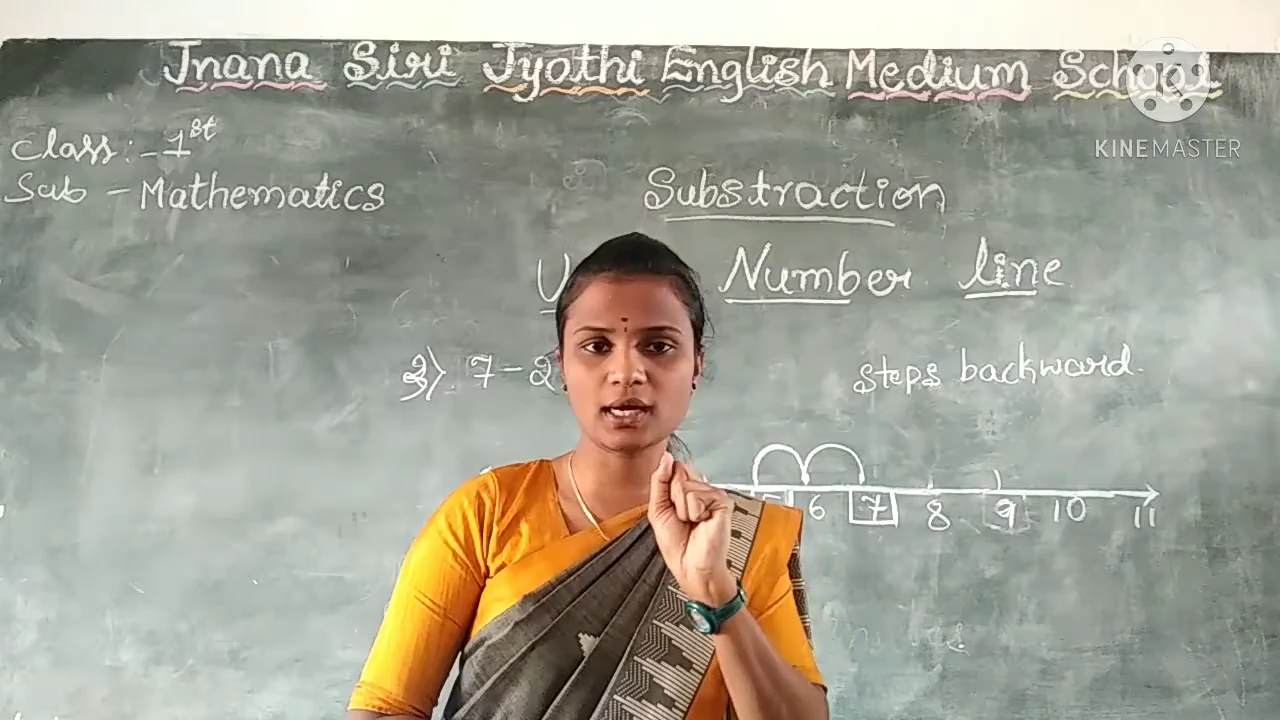 Jnana Siri Jyothi English Medium School
K
KINEMASTER
Class:- 1st
Sub - Mathematics
Substraction
Number line
7-2
steps backward.
6 7 8 9 10 11